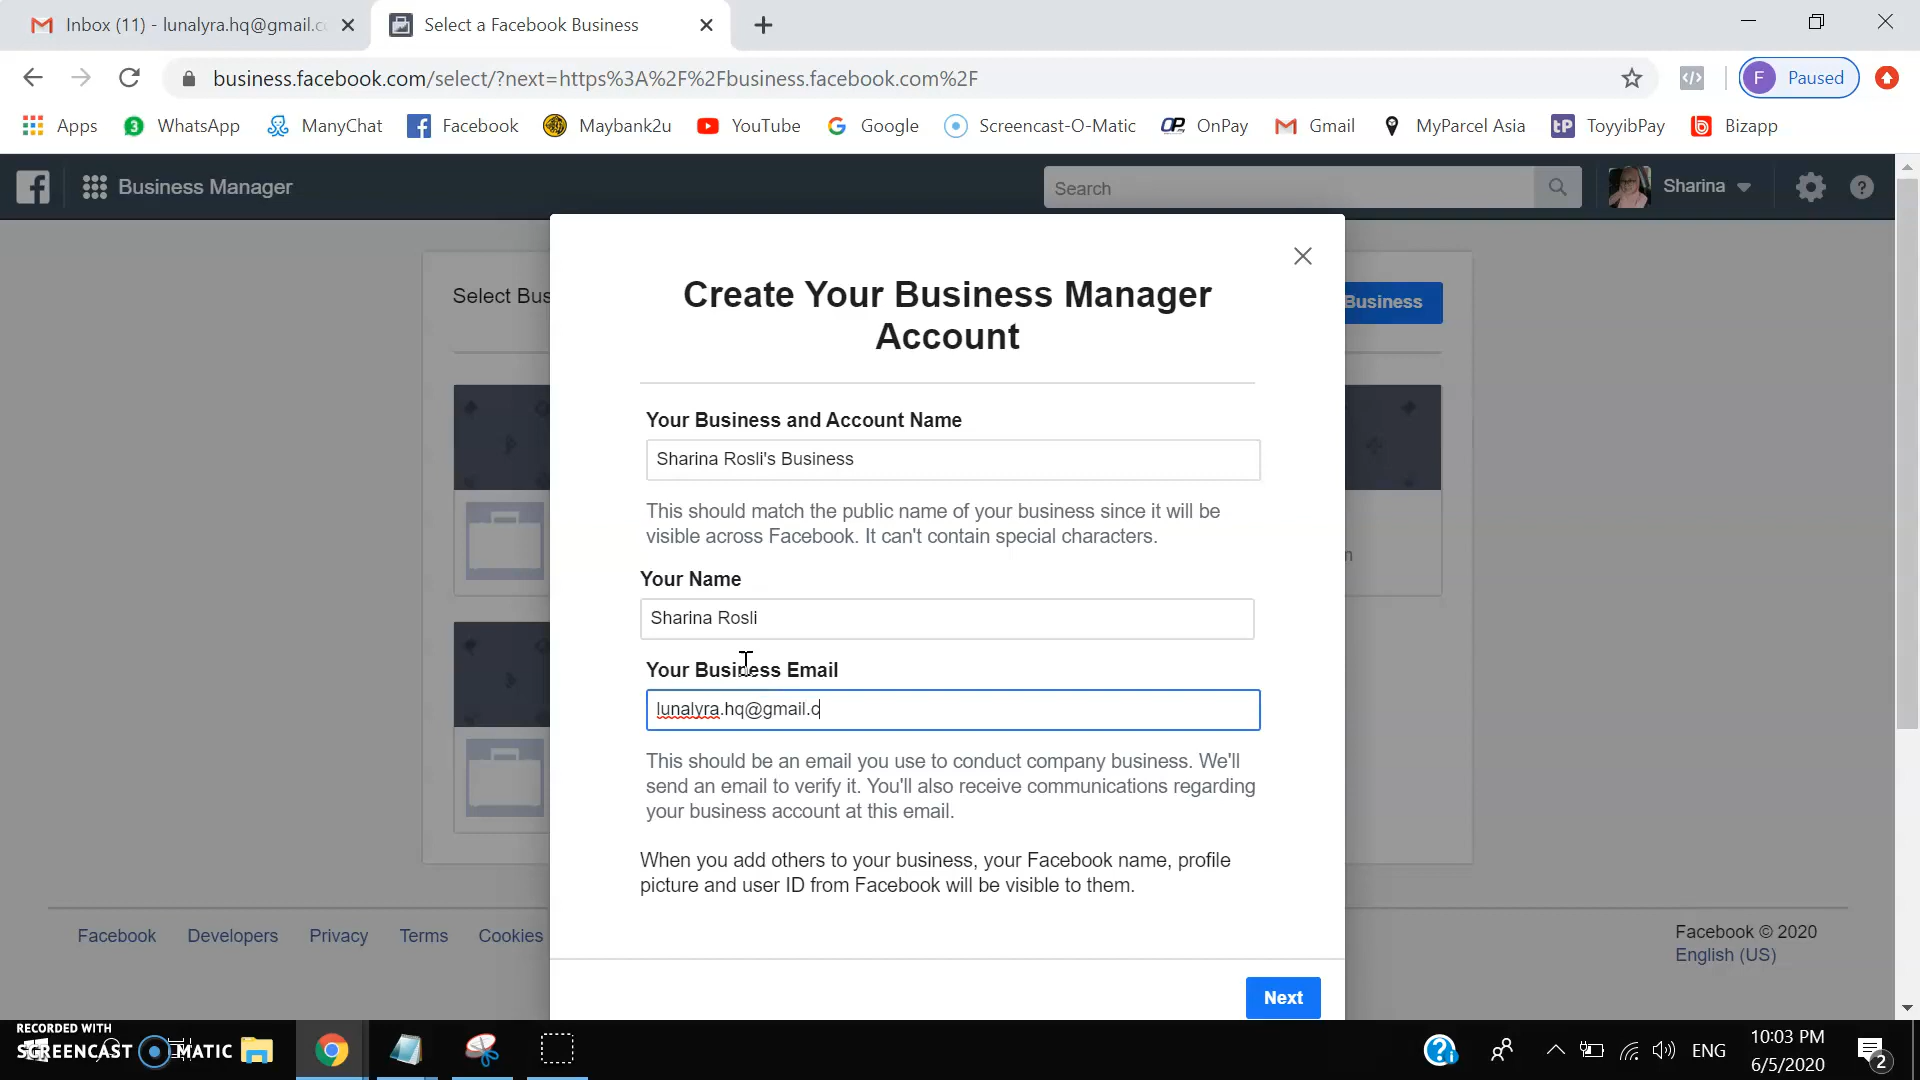 Inbox (11) - lunalyra.hq@gmail.c
Select a Facebook Business
business.facebook.com/select/?next=https%3A%2F%2Fbusiness.facebook.com%2F
F Paused
Apps
3 WhatsApp
ManyChat
Facebook
Maybank2u
YouTube
Google
Screencast-O-Matic
OnPay
Gmail
MyParcel Asia
tP ToyyibPay
Bizapp
Business Manager
Search
Sharina
Select Bus
Business
Create Your Business Manager
Account
Your Business and Account Name
Sharina Rosli's Business
This should match the public name of your business since it will be
visible across Facebook. It can't contain special characters.
Your Name
Sharina Rosli
Your Business Email
lunalyra.hq@gmail.c
This should be an email you use to conduct company business. We'll
send an email to verify it. You'll also receive communications regarding
your business account at this email.
When you add others to your business, your Facebook name, profile
picture and user ID from Facebook will be visible to them.
Facebook
Developers
Privacy
Terms
Cookies
Facebook © 2020
English (US)
Next
RECORDED WITH
SCREENCAST MATIC
ENG
10:03 PM
6/5/2020
2